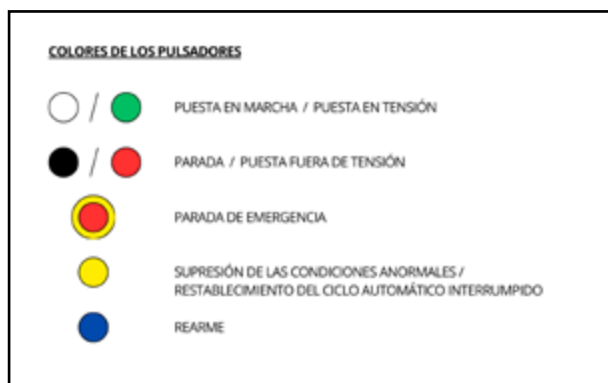 COLORES DE LOS PULSADORES
/ PUESTA EN MARCHA / PUESTA EN TENSIÓN
/ PARADA / PUESTA FUERA DE TENSIÓN
PARADA DE EMERGENCIA
SUPRESIÓN DE LAS CONDICIONES ANORMALES /
RESTABLECIMIENTO DEL CICLO AUTOMÁTICO INTERRUMPIDO
REARME